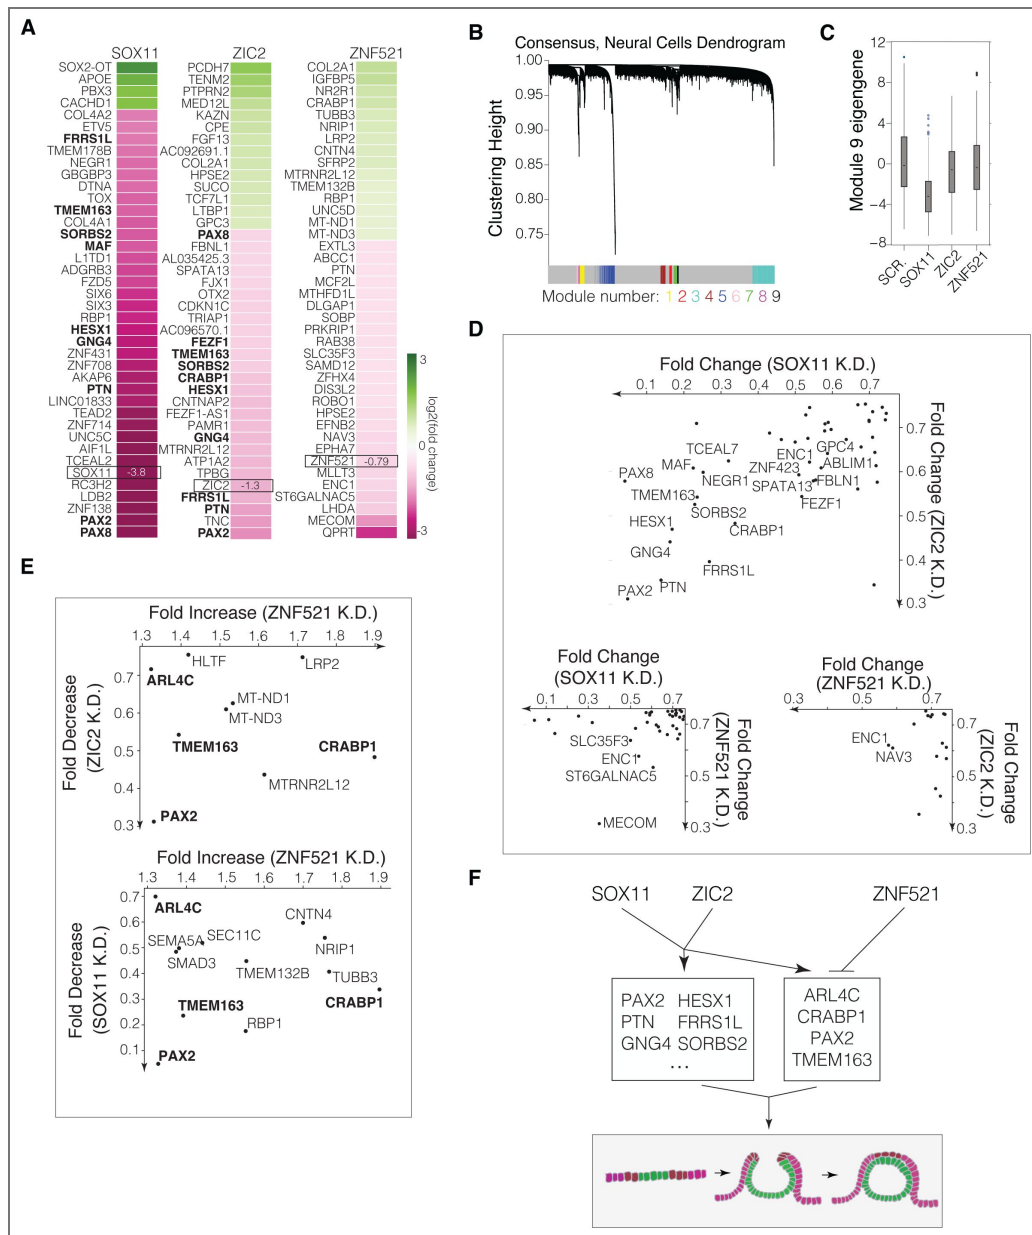 A
SOX11
SOX2-OT
APOE
PBX3
CACHD1
COL4A2
ETV5
FRRS1L
TMEM178B
NEGR1
GBGBP3
DTNA
TOX
TMEM163
COL4A1
SORBS2
MAF
L1TD1
ADGRB3
FZD5
SIX6
SIX3
RBP1
HESX1
GNG4
ZNF431
ZNF708
AKAP6
PTN
LINC01833
TEAD2
ZNF714
UNC5C
AIF1L
TCEAL2
SOX11 -3.8
RC3H2
LDB2
ZNF138
PAX2
PAX8
ZIC2
PCDH7
TENM2
PTPRN2
MED12L
KAZN
CPE
FGF13
AC092691.1
COL2A1
HPSE2
SUCO
TCF7L1
LTBP1
GPC3
PAX8
FBNL1
AL035425.3
SPATA13
FJX1
OTX2
CDKN1C
TRIAP1
AC096570.1
FEZF1
TMEM163
SORBS2
CRABP1
HESX1
CNTNAP2
FEZF1-AS1
PAMR1
GNG4
MTRNR2L12
ATP1A2
TPBG
ZIC2 -1.3
FRRS1L
PTN
TNC
PAX2
ZNF521
COL2A1
IGFBP5
NR2R1
CRABP1
TUBB3
NRIP1
LRP2
CNTN4
SFRP2
MTRNR2L12
TMEM132B
RBP1
UNC5D
MT-ND1
MT-ND3
EXTL3
ABCC1
PTN
MCF2L
MTHFD1L
DLGAP1
SOBP
PRKRIP1
RAB38
SLC35F3
SAMD12
ZFHX4
DIS3L2
ROBO1
HPSE2
EFNB2
NAV3
EPHA7
ZNF521 -0.79
MLLT3
ENC1
ST6GALNAC5
LHDA
MECOM
QPRT
3
0
-3
log2(fold change)
B
Consensus, Neural Cells Dendrogram
Clustering Height
1.00
0.95
0.90
0.85
0.80
0.75
Module number: 1 2 3 4 5 6 7 8 9
C
Module 9 eigengene
12
8
4
0
-4
-8
SCR.
SOX11
ZIC2
ZNF521
D
Fold Change (SOX11 K.D.)
0.1 0.2 0.3 0.4 0.5 0.6 0.7
Fold Change (ZIC2 K.D.)
0.7
0.6
0.5
0.4
0.3
TCEAL7
ENC1
GPC4
MAF
ZNF423
ABLIM1
PAX8
NEGR1
SPATA13
FBLN1
TMEM163
FEZF1
SORBS2
HESX1
CRABP1
GNG4
FRRS1L
PAX2
PTN
Fold Change
(SOX11 K.D.)
0.1 0.3 0.5 0.7
Fold Change
(ZNF521 K.D.)
0.7
0.5
0.3
SLC35F3
ENC1
ST6GALNAC5
MECOM
Fold Change
(ZNF521 K.D.)
0.3 0.5 0.7
Fold Change
(ZIC2 K.D.)
0.7
0.5
0.3
ENC1
NAV3
E
Fold Increase (ZNF521 K.D.)
1.3 1.4 1.5 1.6 1.7 1.8 1.9
Fold Decrease
(ZIC2 K.D.)
0.7
0.6
0.5
0.4
0.3
HLTF
LRP2
ARL4C
MT-ND1
MT-ND3
TMEM163
CRABP1
MTRNR2L12
PAX2
Fold Increase (ZNF521 K.D.)
1.3 1.4 1.5 1.6 1.7 1.8 1.9
Fold Decrease
(SOX11 K.D.)
0.7
0.6
0.5
0.4
0.3
0.2
0.1
ARL4C
CNTN4
SEMA5A
SEC11C
NRIP1
SMAD3
TMEM132B
TUBB3
TMEM163
CRABP1
RBP1
PAX2
F
SOX11 ZIC2 ZNF521
PAX2 HESX1
PTN FRRS1L
GNG4 SORBS2
...
ARL4C
CRABP1
PAX2
TMEM163